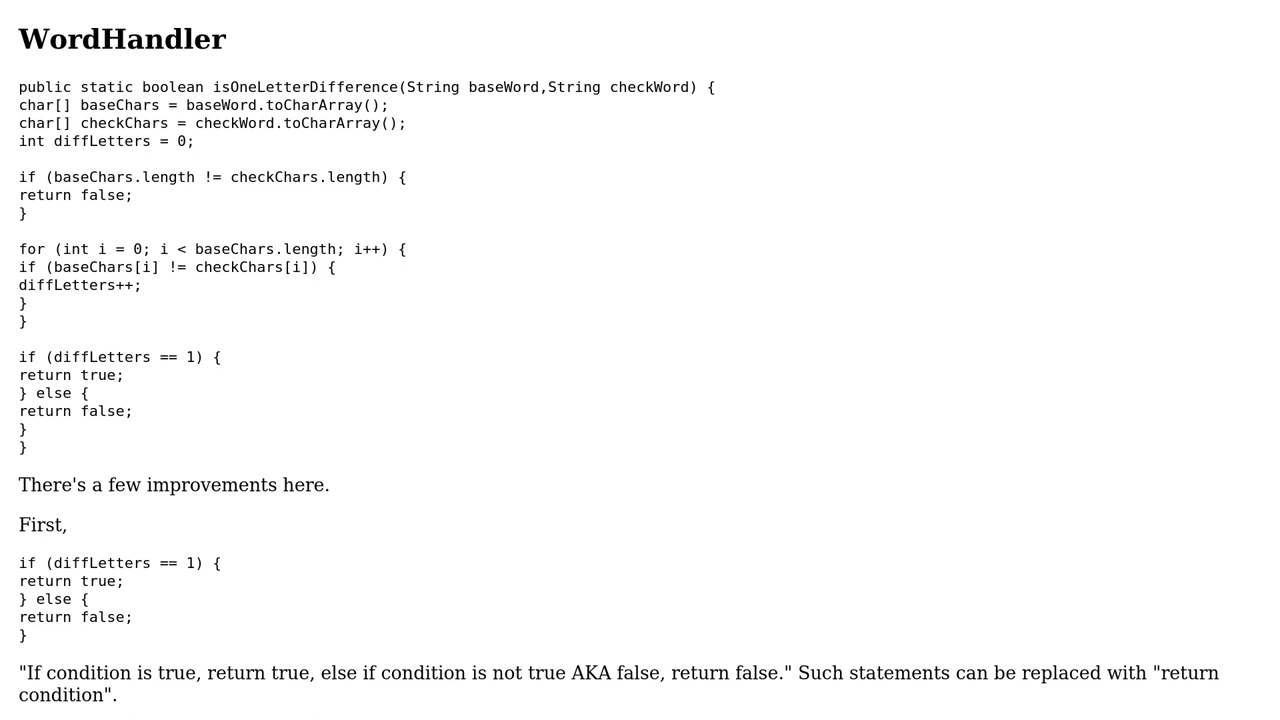 WordHandler
public static boolean isOneLetterDifference(String baseWord,String checkWord) {
char[] baseChars = baseWord.toCharArray();
char[] checkChars = checkWord.toCharArray();
int diffLetters = 0;
if (baseChars.length != checkChars.length) {
return false;
}
for (int i = 0; i < baseChars.length; i++) {
if (baseChars[i] != checkChars[i]) {
diffLetters++;
}
}
if (diffLetters == 1) {
return true;
} else {
return false;
}
}
There's a few improvements here.
First,
if (diffLetters == 1) {
return true;
} else {
return false;
}
"If condition is true, return true, else if condition is not true AKA false, return false." Such statements can be replaced with "return
condition".